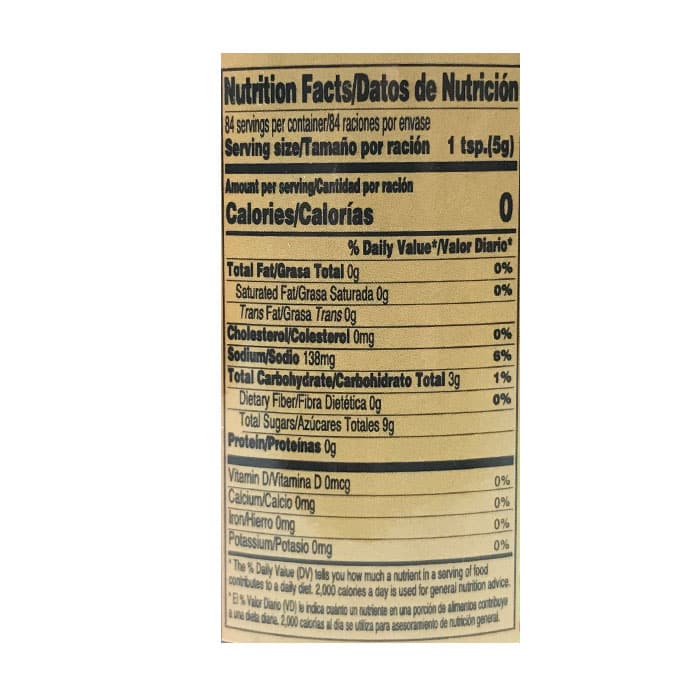 Nutrition Facts/Datos de Nutrición
84 servings per container/84 raciones por envase
Serving size/Tamaño por ración 1 tsp.(5g)
Amount per serving/Cantidad por ración
Calories/Calorías 0
% Daily Value*/Valor Diario*
Total Fat/Grasa Total 0g 0%
Saturated Fat/Grasa Saturada 0g 0%
Trans Fat/Grasa Trans 0g
Cholesterol/Colesterol 0mg 0%
Sodium/Sodio 138mg 6%
Total Carbohydrate/Carbohidrato Total 3g 1%
Dietary Fiber/Fibra Dietética 0g 0%
Total Sugars/Azúcares Totales 9g
Protein/Proteínas 0g
Vitamin D/Vitamina D 0mcg 0%
Calcium/Calcio 0mg 0%
Iron/Hierro 0mg 0%
Potassium/Potasio 0mg 0%
* The % Daily Value (DV) tells you how much a nutrient in a serving of food
contributes to a daily diet. 2,000 calories a day is used for general nutrition advice.
* El % Valor Diario (VD) le indica cuánto un nutriente en una porción de alimentos contribuye
a una dieta diaria. 2,000 calorías al día se utiliza para asesoramiento de nutrición general.